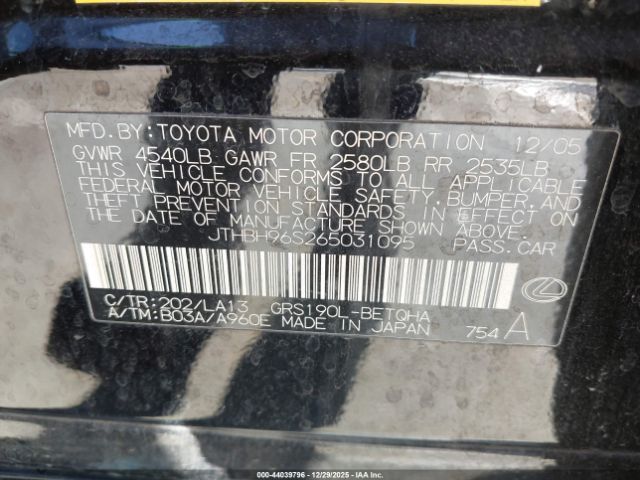 MFD.BY:TOYOTA MOTOR CORPORATION 12/05
GVWR 4540LB GAWR FR 2580LB RR 2535LB
THIS VEHICLE CONFORMS TO ALL APPLICABLE
FEDERAL MOTOR VEHICLE SAFETY, BUMPER, AND
THEFT PREVENTION STANDARDS IN EFFECT ON
THE DATE OF MANUFACTURE SHOWN ABOVE.
JTHBH96S265031095 PASS.CAR
C/TR:202/LA13 GRS190L-BETQHA
A/TM:B03A/A960E MADE IN JAPAN 754 A
000-44039796 - 12/29/2025 - IAA Corp.